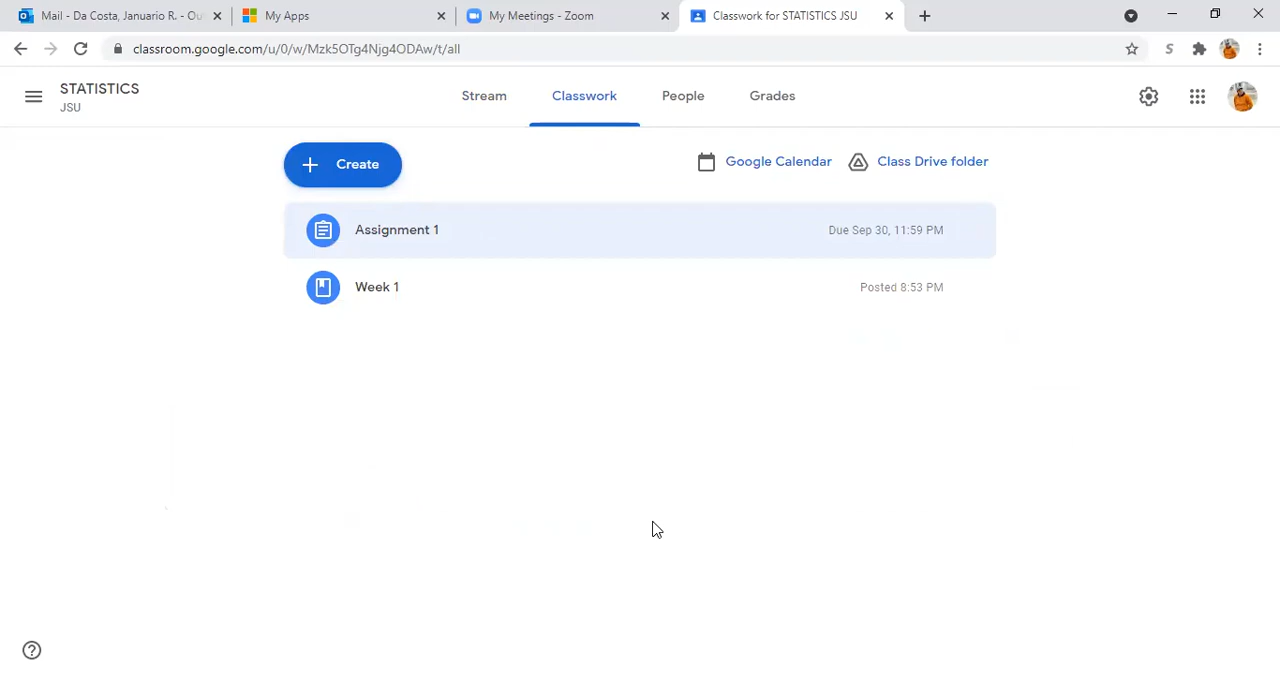 Mail - Da Costa, Januario R. - Ou
My Apps
My Meetings - Zoom
Classwork for STATISTICS JSU
classroom.google.com/u/0/w/Mzk5OTg4Njg4ODAw/t/all
S
STATISTICS
JSU
Stream
Classwork
People
Grades
Create
Google Calendar
Class Drive folder
Assignment 1
Due Sep 30, 11:59 PM
Week 1
Posted 8:53 PM